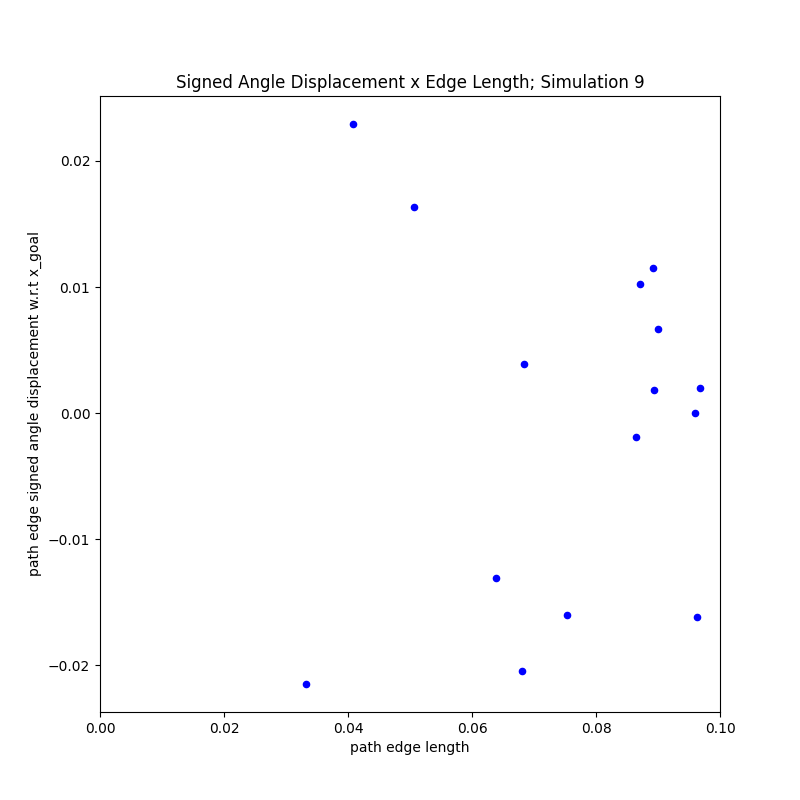 Signed Angle Displacement x Edge Length; Simulation 9
path edge signed angle displacement w.r.t x_goal
0.02
0.01
0.00
−0.01
−0.02
0.00 0.02 0.04 0.06 0.08 0.10
path edge length